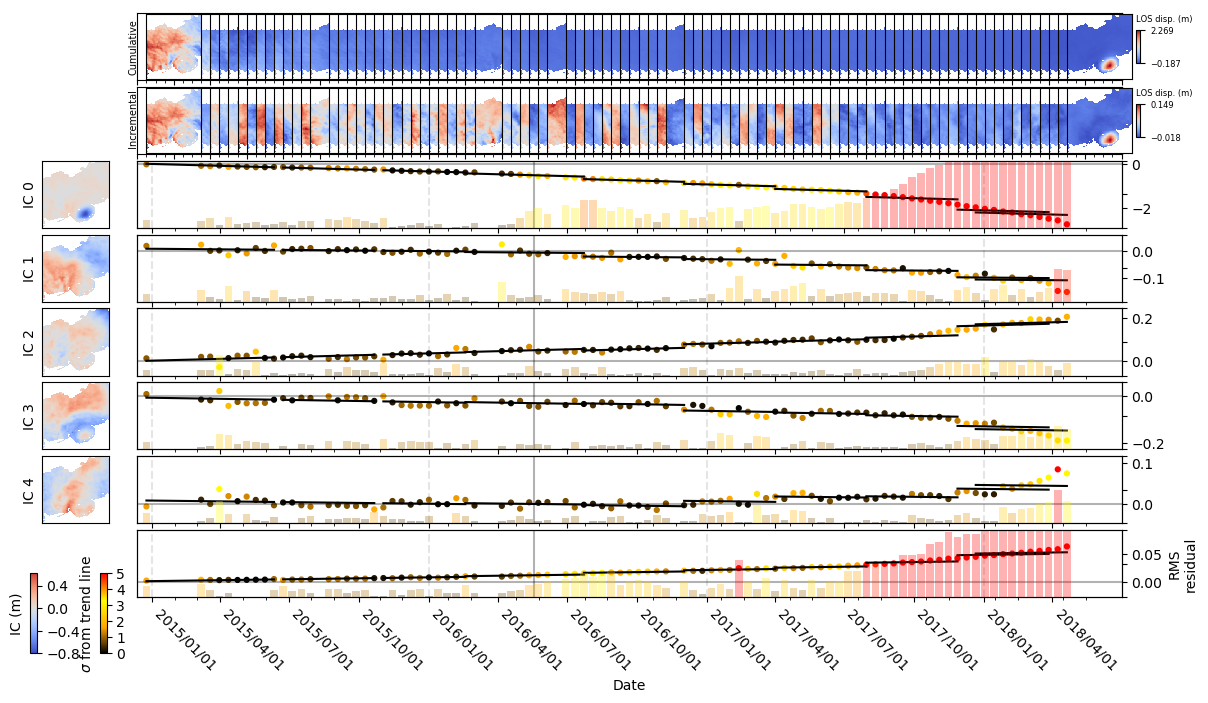 Cumulative
LOS disp. (m)
2.269
−0.187
Incremental
LOS disp. (m)
0.149
−0.018
IC 0
0
−2
IC 1
0.0
−0.1
IC 2
0.2
0.0
IC 3
0.0
−0.2
IC 4
0.1
0.0
0.05
0.00
RMS
residual
IC (m)
0.4
0.0
−0.4
−0.8
σ from trend line
5
4
3
2
1
0
2015/01/01
2015/04/01
2015/07/01
2015/10/01
2016/01/01
2016/04/01
2016/07/01
2016/10/01
2017/01/01
2017/04/01
2017/07/01
2017/10/01
2018/01/01
2018/04/01
Date